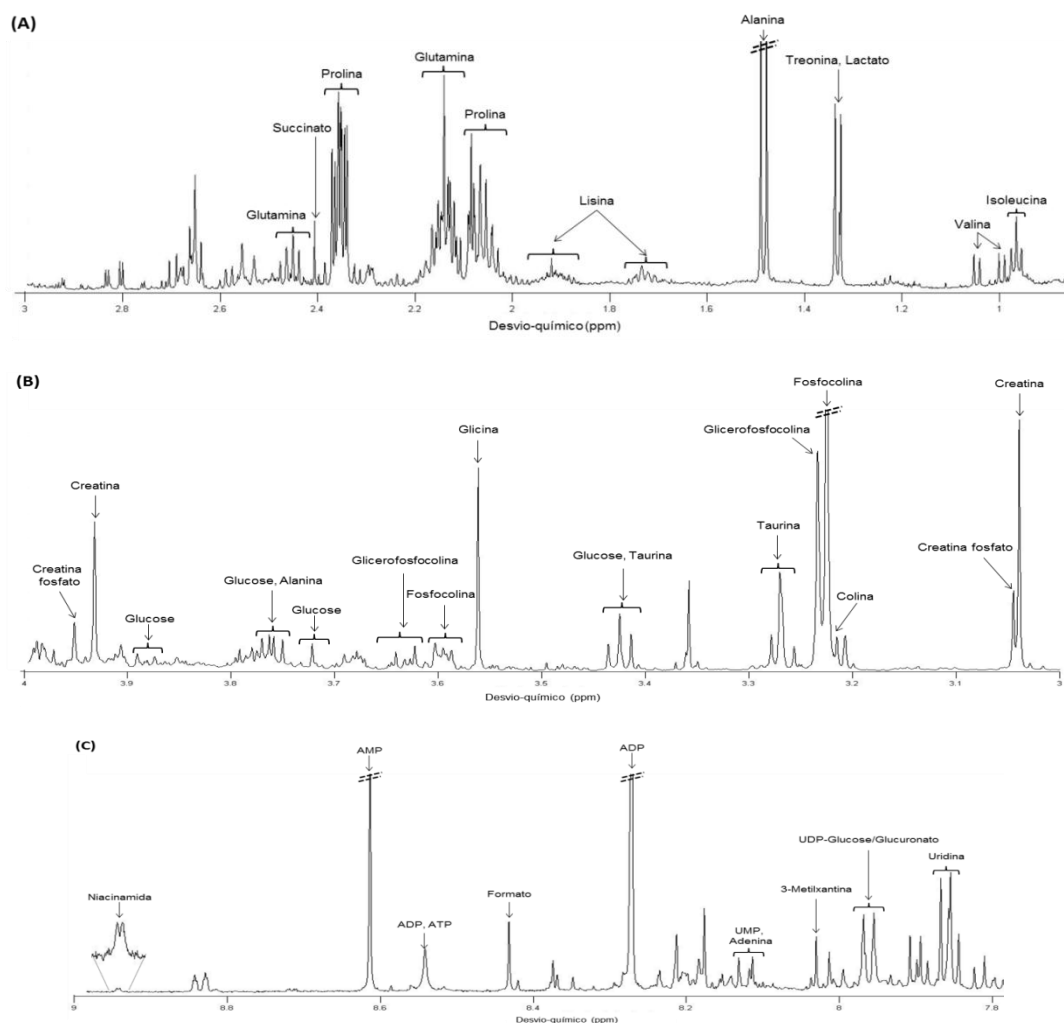 (A)
Alanina
Glutamina
Treonina, Lactato
Prolina
Prolina
Succinato
Isoleucina
Lisina
Glutamina
Valina
3 2.8 2.6 2.4 2.2 2 1.8 1.6 1.4 1.2 1
Desvio-químico (ppm)
(B)
Fosfocolina
Creatina
Glicina
Glicerofosfocolina
Creatina
Taurina
Creatina fosfato
Glicerofosfocolina
Glucose, Taurina
Creatina
fosfato
Glucose, Alanina
Fosfocolina
Colina
Glucose
Glucose
4 3.9 3.8 3.7 3.6 3.5 3.4 3.3 3.2 3.1 3
Desvio-químico (ppm)
(C)
AMP
ADP
UDP-Glucose/Glucuronato
Uridina
3-Metilxantina
Niacinamida
Formato
ADP, ATP
UMP,
Adenina
9 8.8 8.6 8.4 8.2 8 7.8
Desvio-químico (ppm)